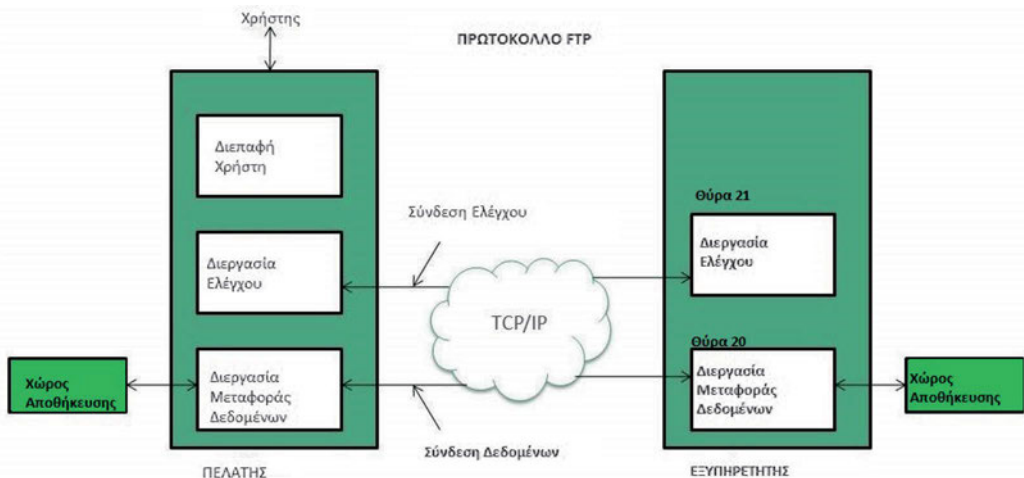 Χρήστης
ΠΡΩΤΟΚΟΛΛΟ FTP
Διεπαφή
Χρήστη
Σύνδεση Ελέγχου
Θύρα 21
Διεργασία
Ελέγχου
Διεργασία
Ελέγχου
TCP/IP
Θύρα 20
Χώρος
Αποθήκευσης
Διεργασία
Μεταφοράς
Δεδομένων
Διεργασία
Μεταφοράς
Δεδομένων
Χώρος
Αποθήκευσης
Σύνδεση Δεδομένων
ΠΕΛΑΤΗΣ
ΕΞΥΠΗΡΕΤΗΤΗΣ